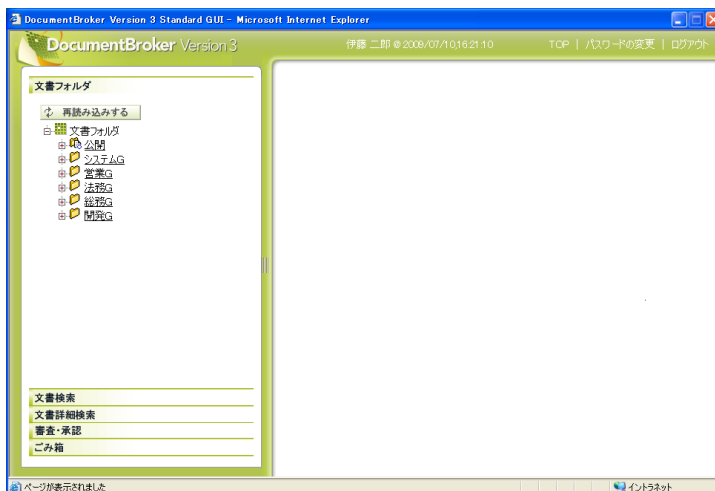 DocumentBroker Version 3 Standard GUI - Microsoft Internet Explorer
DocumentBroker Version 3
伊藤 二郎 @ 2009/07/10,16:21:10
TOP | パスワードの変更 | ログアウト
文書フォルダ
再読み込みする
文書フォルダ
公開
システムG
営業G
法務G
総務G
開発G
文書検索
文書詳細検索
審査・承認
ごみ箱
ページが表示されました
イントラネット